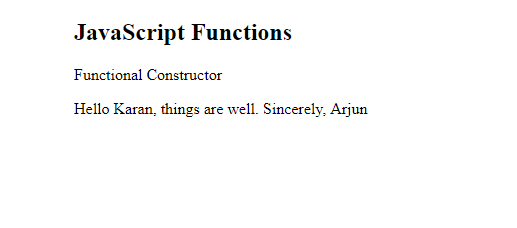 JavaScript Functions
Functional Constructor
Hello Karan, things are well. Sincerely, Arjun